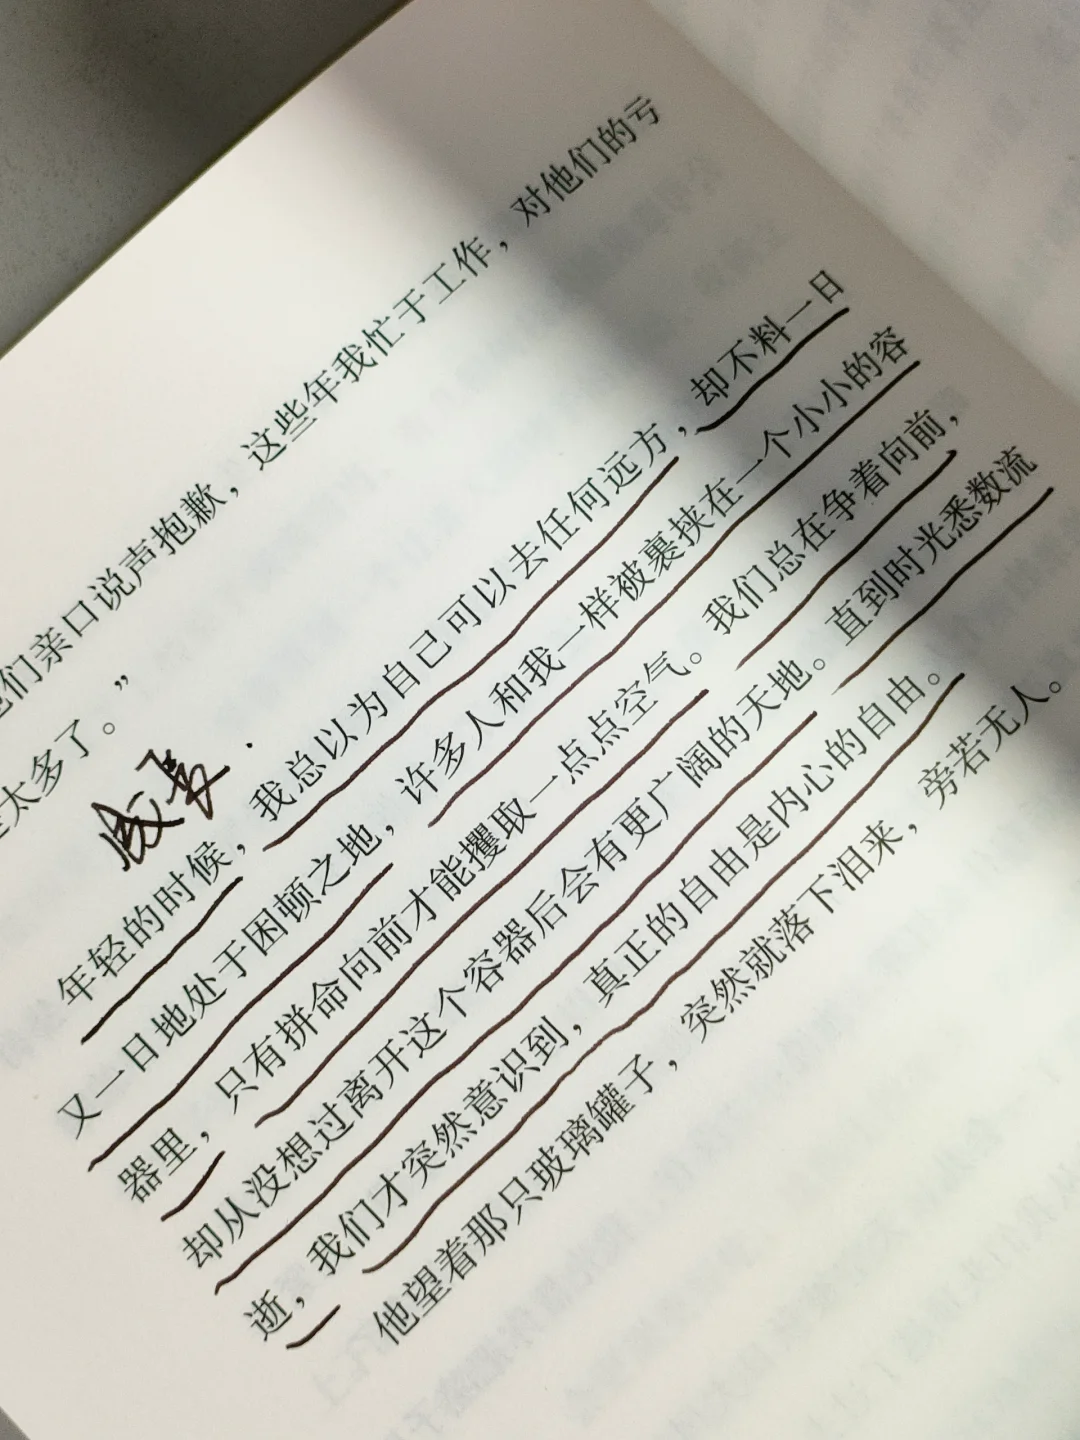 们亲口说声抱歉，这些年我忙于工作，对他们的亏
太多了。”
成长
年轻的时候，我总以为自己可以去任何远方，却不料一日
又一日地处于困顿之地，许多人和我一样被裹挟在一个小小的容
器里，只有拼命向前才能攫取一点点空气。我们总在争着向前，
却从没想过离开这个容器后会有更广阔的天地。直到时光悉数流
逝，我们才突然意识到，真正的自由是内心的自由。
他望着那只玻璃罐子，突然就落下泪来，旁若无人。